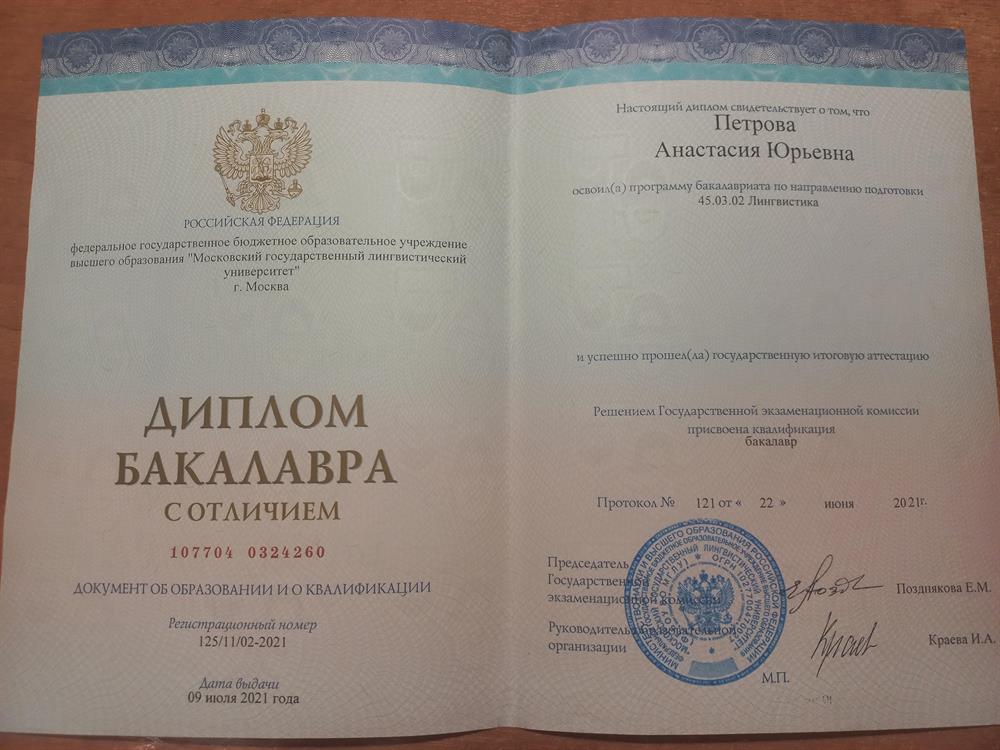 РОССИЙСКАЯ ФЕДЕРАЦИЯ
федеральное государственное бюджетное образовательное учреждение
высшего образования "Московский государственный лингвистический
университет"
г. Москва
ДИПЛОМ
БАКАЛАВРА
С ОТЛИЧИЕМ
107704 0324260
ДОКУМЕНТ ОБ ОБРАЗОВАНИИ И О КВАЛИФИКАЦИИ
Регистрационный номер
125/11/02-2021
Дата выдачи
09 июля 2021 года
Настоящий диплом свидетельствует о том, что
Петрова
Анастасия Юрьевна
освоил(а) программу бакалавриата по направлению подготовки
45.03.02 Лингвистика
и успешно прошел(ла) государственную итоговую аттестацию
Решением Государственной экзаменационной комиссии
присвоена квалификация
бакалавр
Протокол № 121 от « 22 » июня 2021г.
Председатель
Государственной
экзаменационной комиссии
Позднякова Е.М.
Руководитель образовательной
организации
Краева И.А.
М.П.